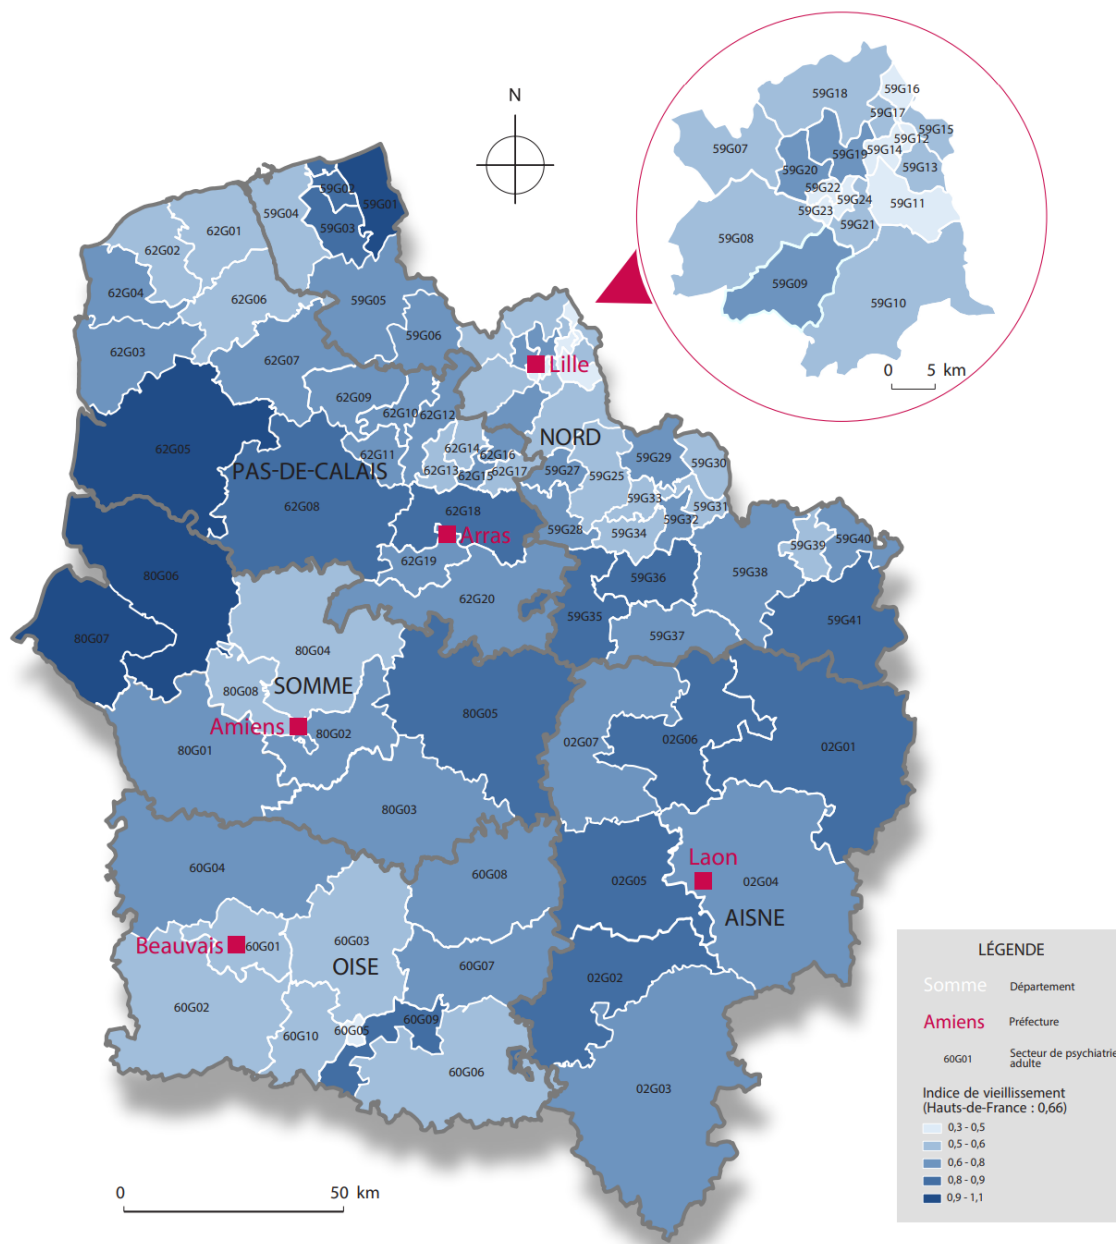 59G16
59G18
59G17
59G15
59G12
59G07
59G19
59G14
59G20
59G13
59G22
59G24
59G11
59G23
59G21
59G08
59G09
59G10
0 5 km
N
59G02
59G01
59G04
59G03
62G01
62G02
62G04
62G06
59G05
59G06
62G03
62G07
Lille
62G09
62G10
62G12
NORD
62G05
62G11
62G14
62G16
59G29
59G30
PAS-DE-CALAIS
62G13
62G15
62G17
59G27
59G25
62G08
59G33
59G31
62G18
59G32
Arras
59G28
59G34
59G39
59G40
62G19
80G06
59G36
59G38
62G20
59G35
59G41
80G07
59G37
80G04
80G08
SOMME
80G05
Amiens
80G02
80G01
02G07
02G06
02G01
80G03
60G04
60G08
02G05
Laon
02G04
AISNE
Beauvais
60G01
60G03
OISE
60G07
02G02
60G02
60G10
60G05
60G09
60G06
02G03
0 50 km
LÉGENDE
Somme Département
Amiens Préfecture
60G01 Secteur de psychiatrie
adulte
Indice de vieillissement
(Hauts-de-France : 0,66)
0,3 - 0,5
0,5 - 0,6
0,6 - 0,8
0,8 - 0,9
0,9 - 1,1